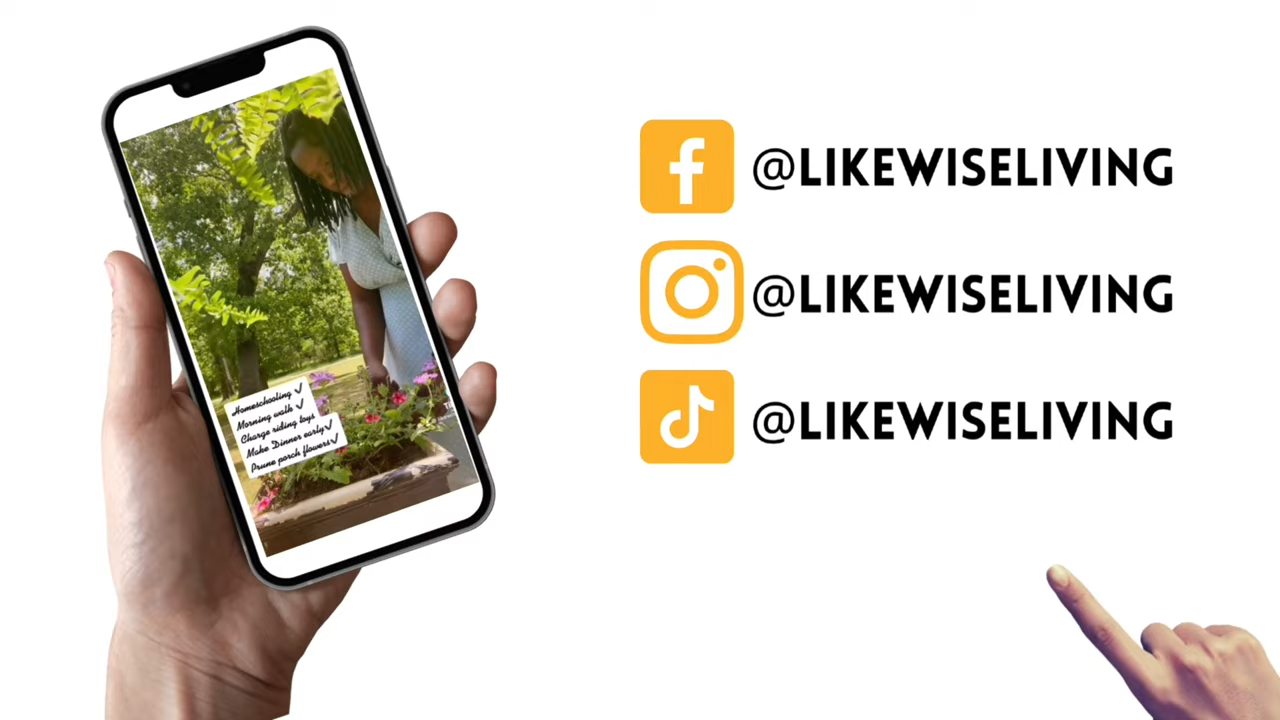 Homeschooling ✓
Morning walk ✓
Charge riding toys
Make Dinner early✓
Prune porch flowers✓
@LIKEWISELIVING
@LIKEWISELIVING
@LIKEWISELIVING